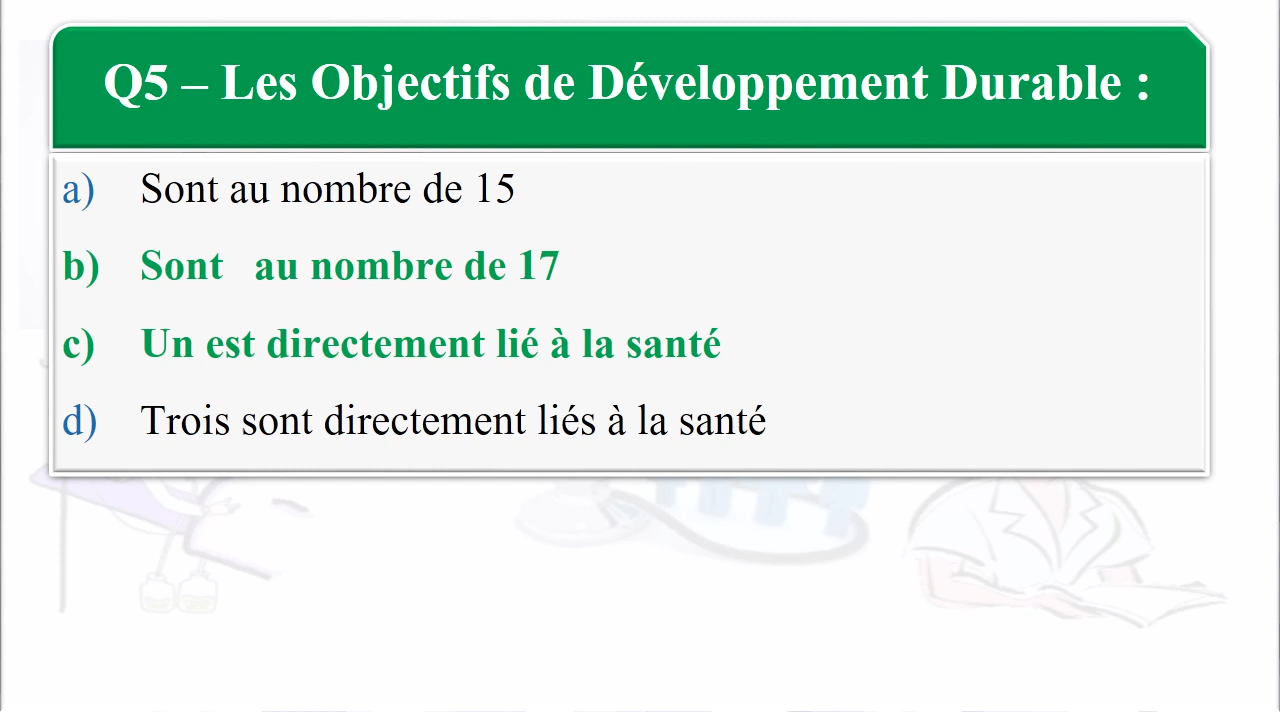 Q5 – Les Objectifs de Développement Durable :
a) Sont au nombre de 15
b) Sont au nombre de 17
c) Un est directement lié à la santé
d) Trois sont directement liés à la santé